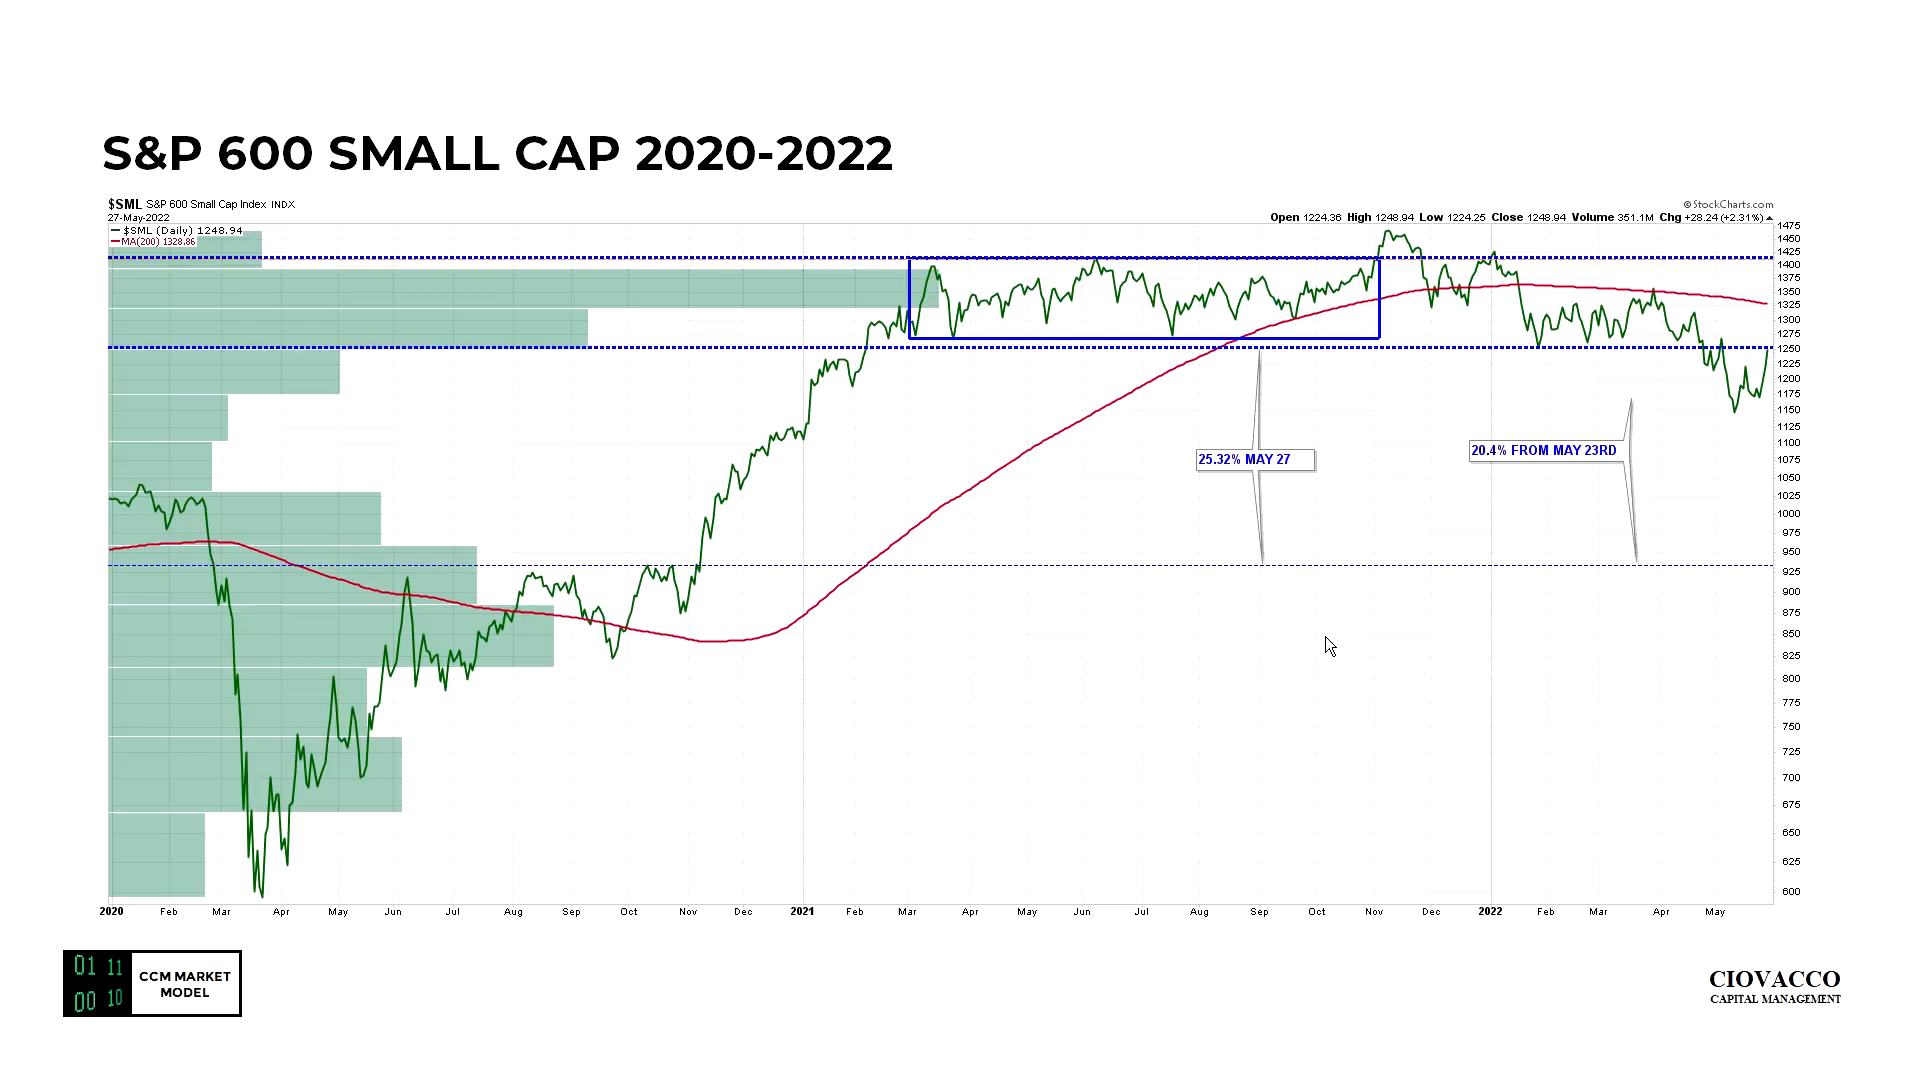 S&P 600 SMALL CAP 2020-2022
$SML S&P 600 Small Cap Index INDX
© StockCharts.com
27-May-2022
Open 1224.36 High 1248.94 Low 1224.25 Close 1248.94 Volume 351.1M Chg +28.24 (+2.31%)
$SML (Daily) 1248.94
MA(200) 1328.86
1475
1450
1425
1400
1375
1350
1325
1300
1275
1250
1225
1200
1175
1150
1125
1100
1075
1050
1025
1000
975
950
925
900
875
850
825
800
775
750
725
700
675
650
625
600
25.32% MAY 27
20.4% FROM MAY 23RD
2020 Feb Mar Apr May Jun Jul Aug Sep Oct Nov Dec 2021 Feb Mar Apr May Jun Jul Aug Sep Oct Nov Dec 2022 Feb Mar Apr May
01 11
00 10
CCM MARKET
MODEL
CIOVACCO
CAPITAL MANAGEMENT